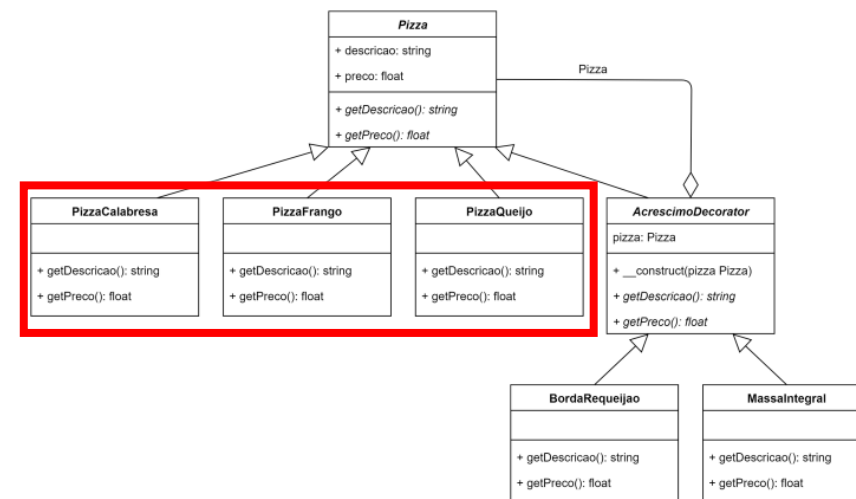 Pizza
+ descricao: string
+ preco: float
+ getDescricao(): string
+ getPreco(): float
Pizza
PizzaCalabresa
+ getDescricao(): string
+ getPreco(): float
PizzaFrango
+ getDescricao(): string
+ getPreco(): float
PizzaQueijo
+ getDescricao(): string
+ getPreco(): float
AcrescimoDecorator
pizza: Pizza
+ __construct(pizza Pizza)
+ getDescricao(): string
+ getPreco(): float
BordaRequeijao
+ getDescricao(): string
+ getPreco(): float
MassaIntegral
+ getDescricao(): string
+ getPreco(): float